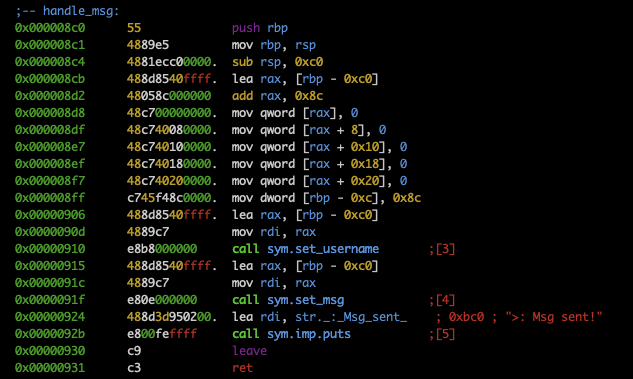 ;-- handle_msg:
0x000008c0 55 push rbp
0x000008c1 4889e5 mov rbp, rsp
0x000008c4 4881ecc00000. sub rsp, 0xc0
0x000008cb 488d8540ffff. lea rax, [rbp - 0xc0]
0x000008d2 48058c000000 add rax, 0x8c
0x000008d8 48c700000000. mov qword [rax], 0
0x000008df 48c740080000. mov qword [rax + 8], 0
0x000008e7 48c740100000. mov qword [rax + 0x10], 0
0x000008ef 48c740180000. mov qword [rax + 0x18], 0
0x000008f7 48c740200000. mov qword [rax + 0x20], 0
0x000008ff c745f48c0000. mov dword [rbp - 0xc], 0x8c
0x00000906 488d8540ffff. lea rax, [rbp - 0xc0]
0x0000090d 4889c7 mov rdi, rax
0x00000910 e8b8000000 call sym.set_username ;[3]
0x00000915 488d8540ffff. lea rax, [rbp - 0xc0]
0x0000091c 4889c7 mov rdi, rax
0x0000091f e80e000000 call sym.set_msg ;[4]
0x00000924 488d3d950200. lea rdi, str._:_Msg_sent_ ; 0xbc0 ; ">: Msg sent!"
0x0000092b e800feffff call sym.imp.puts ;[5]
0x00000930 c9 leave
0x00000931 c3 ret